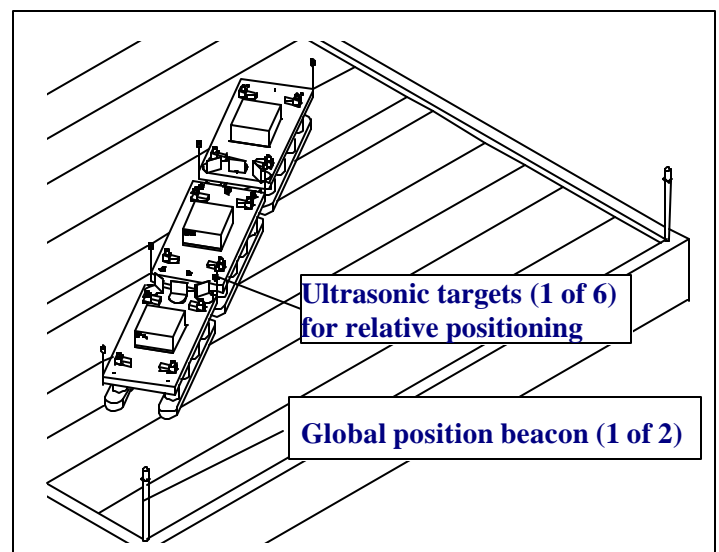 Ultrasonic targets (1 of 6)
for relative positioning
Global position beacon (1 of 2)